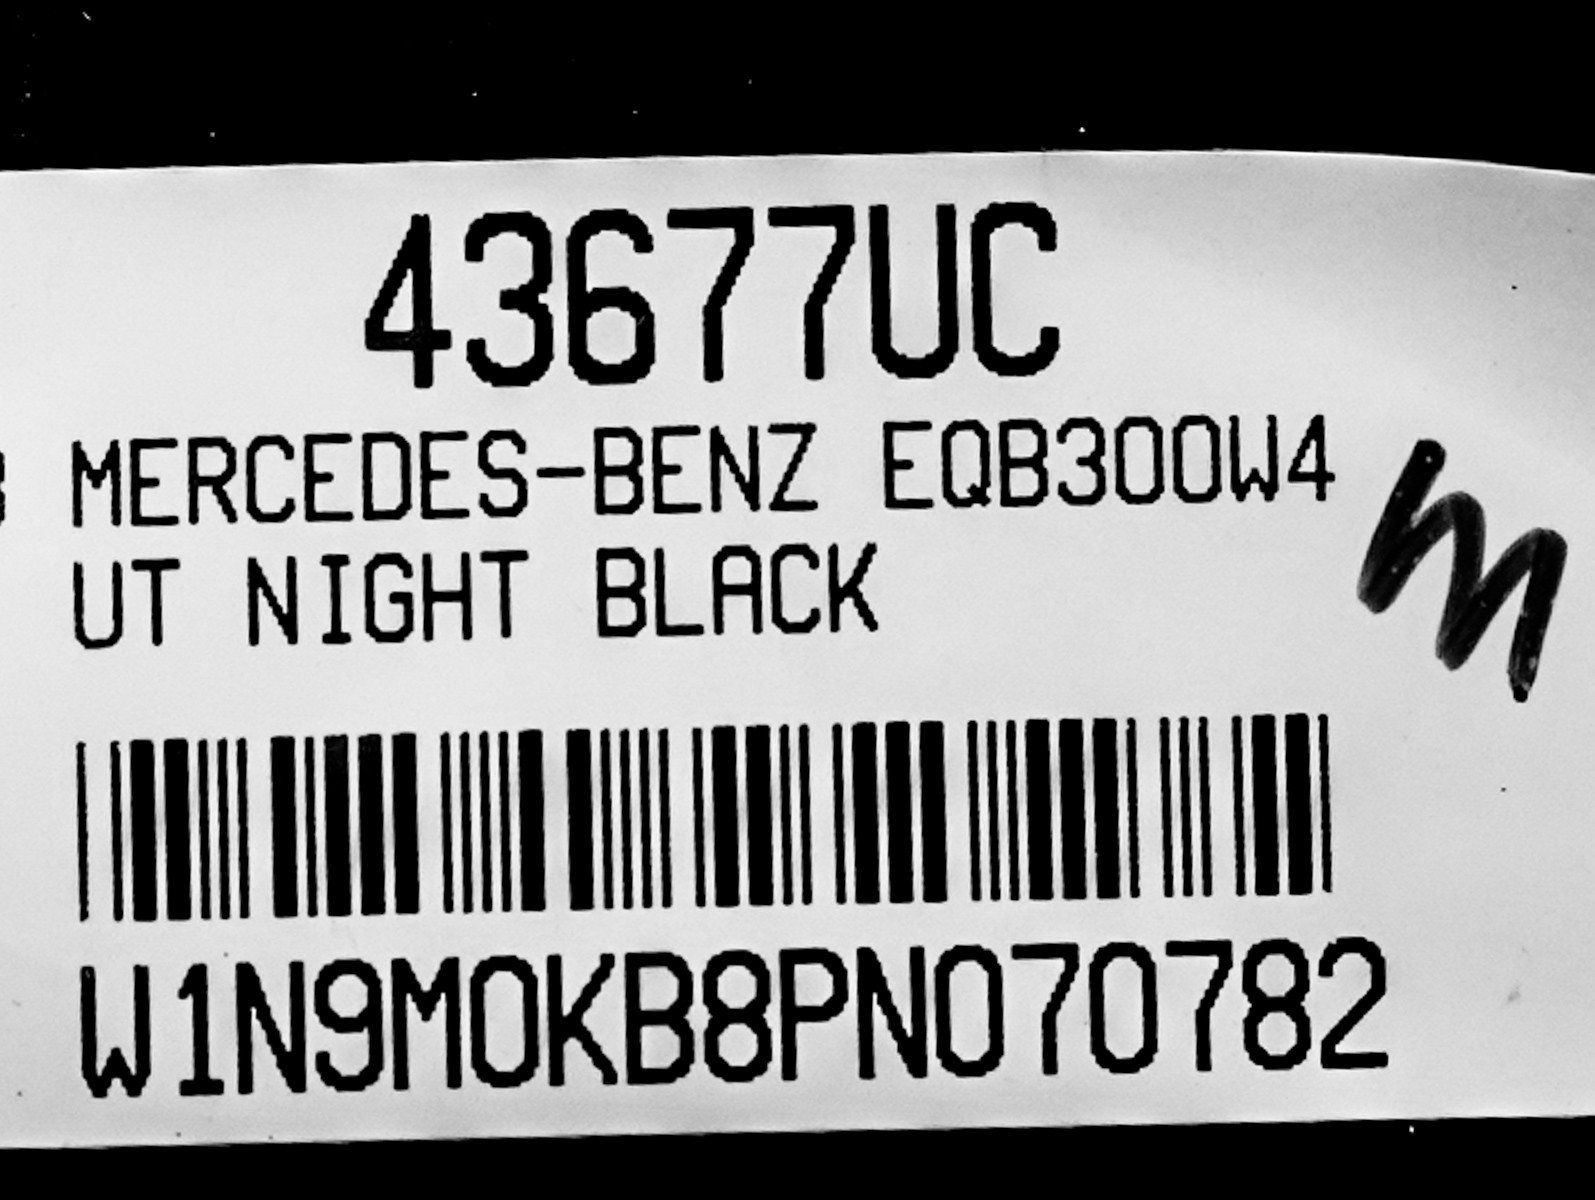 43677UC
MERCEDES-BENZ EQB300W4
UT NIGHT BLACK
W1N9M0KB8PN070782